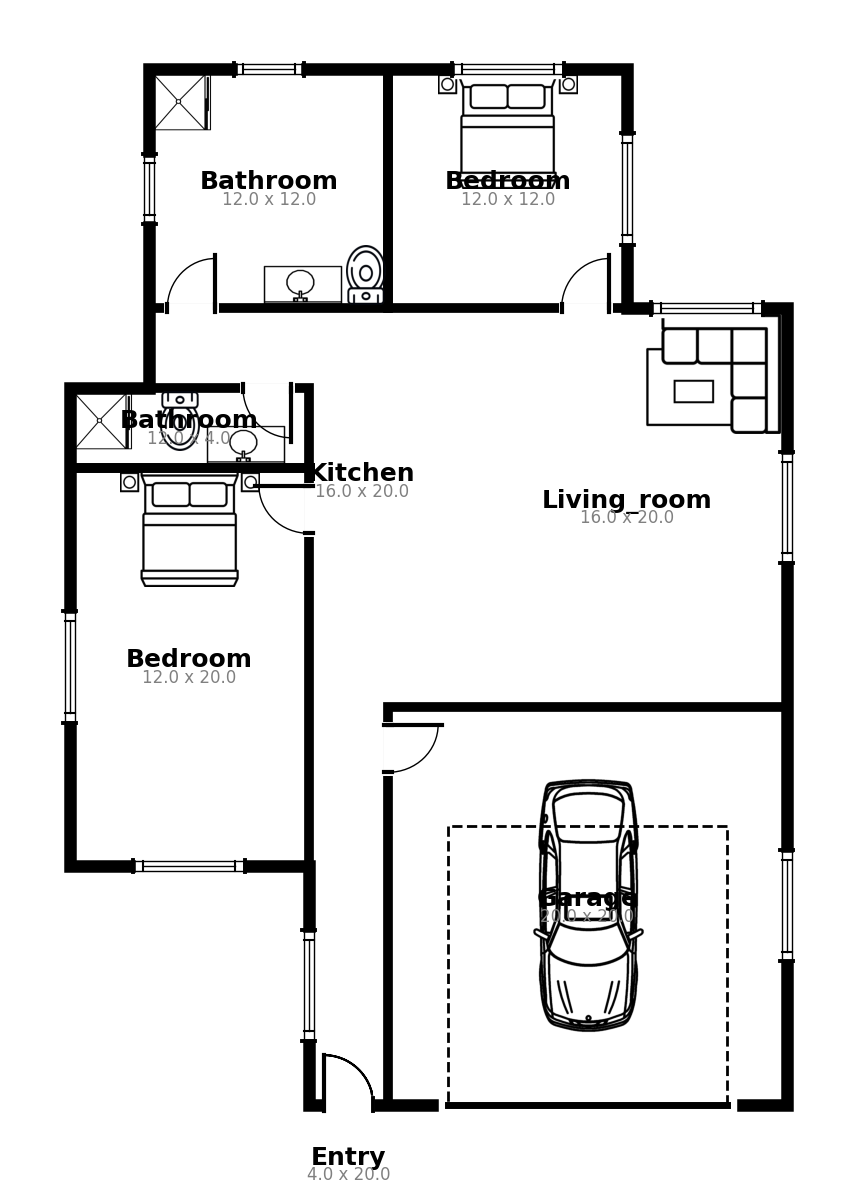 Bathroom
12.0 x 12.0
Bedroom
12.0 x 12.0
Bathroom
12.0 x 4.0
Kitchen
16.0 x 20.0
Living_room
16.0 x 20.0
Bedroom
12.0 x 20.0
Garage
20.0 x 20.0
Entry
4.0 x 20.0